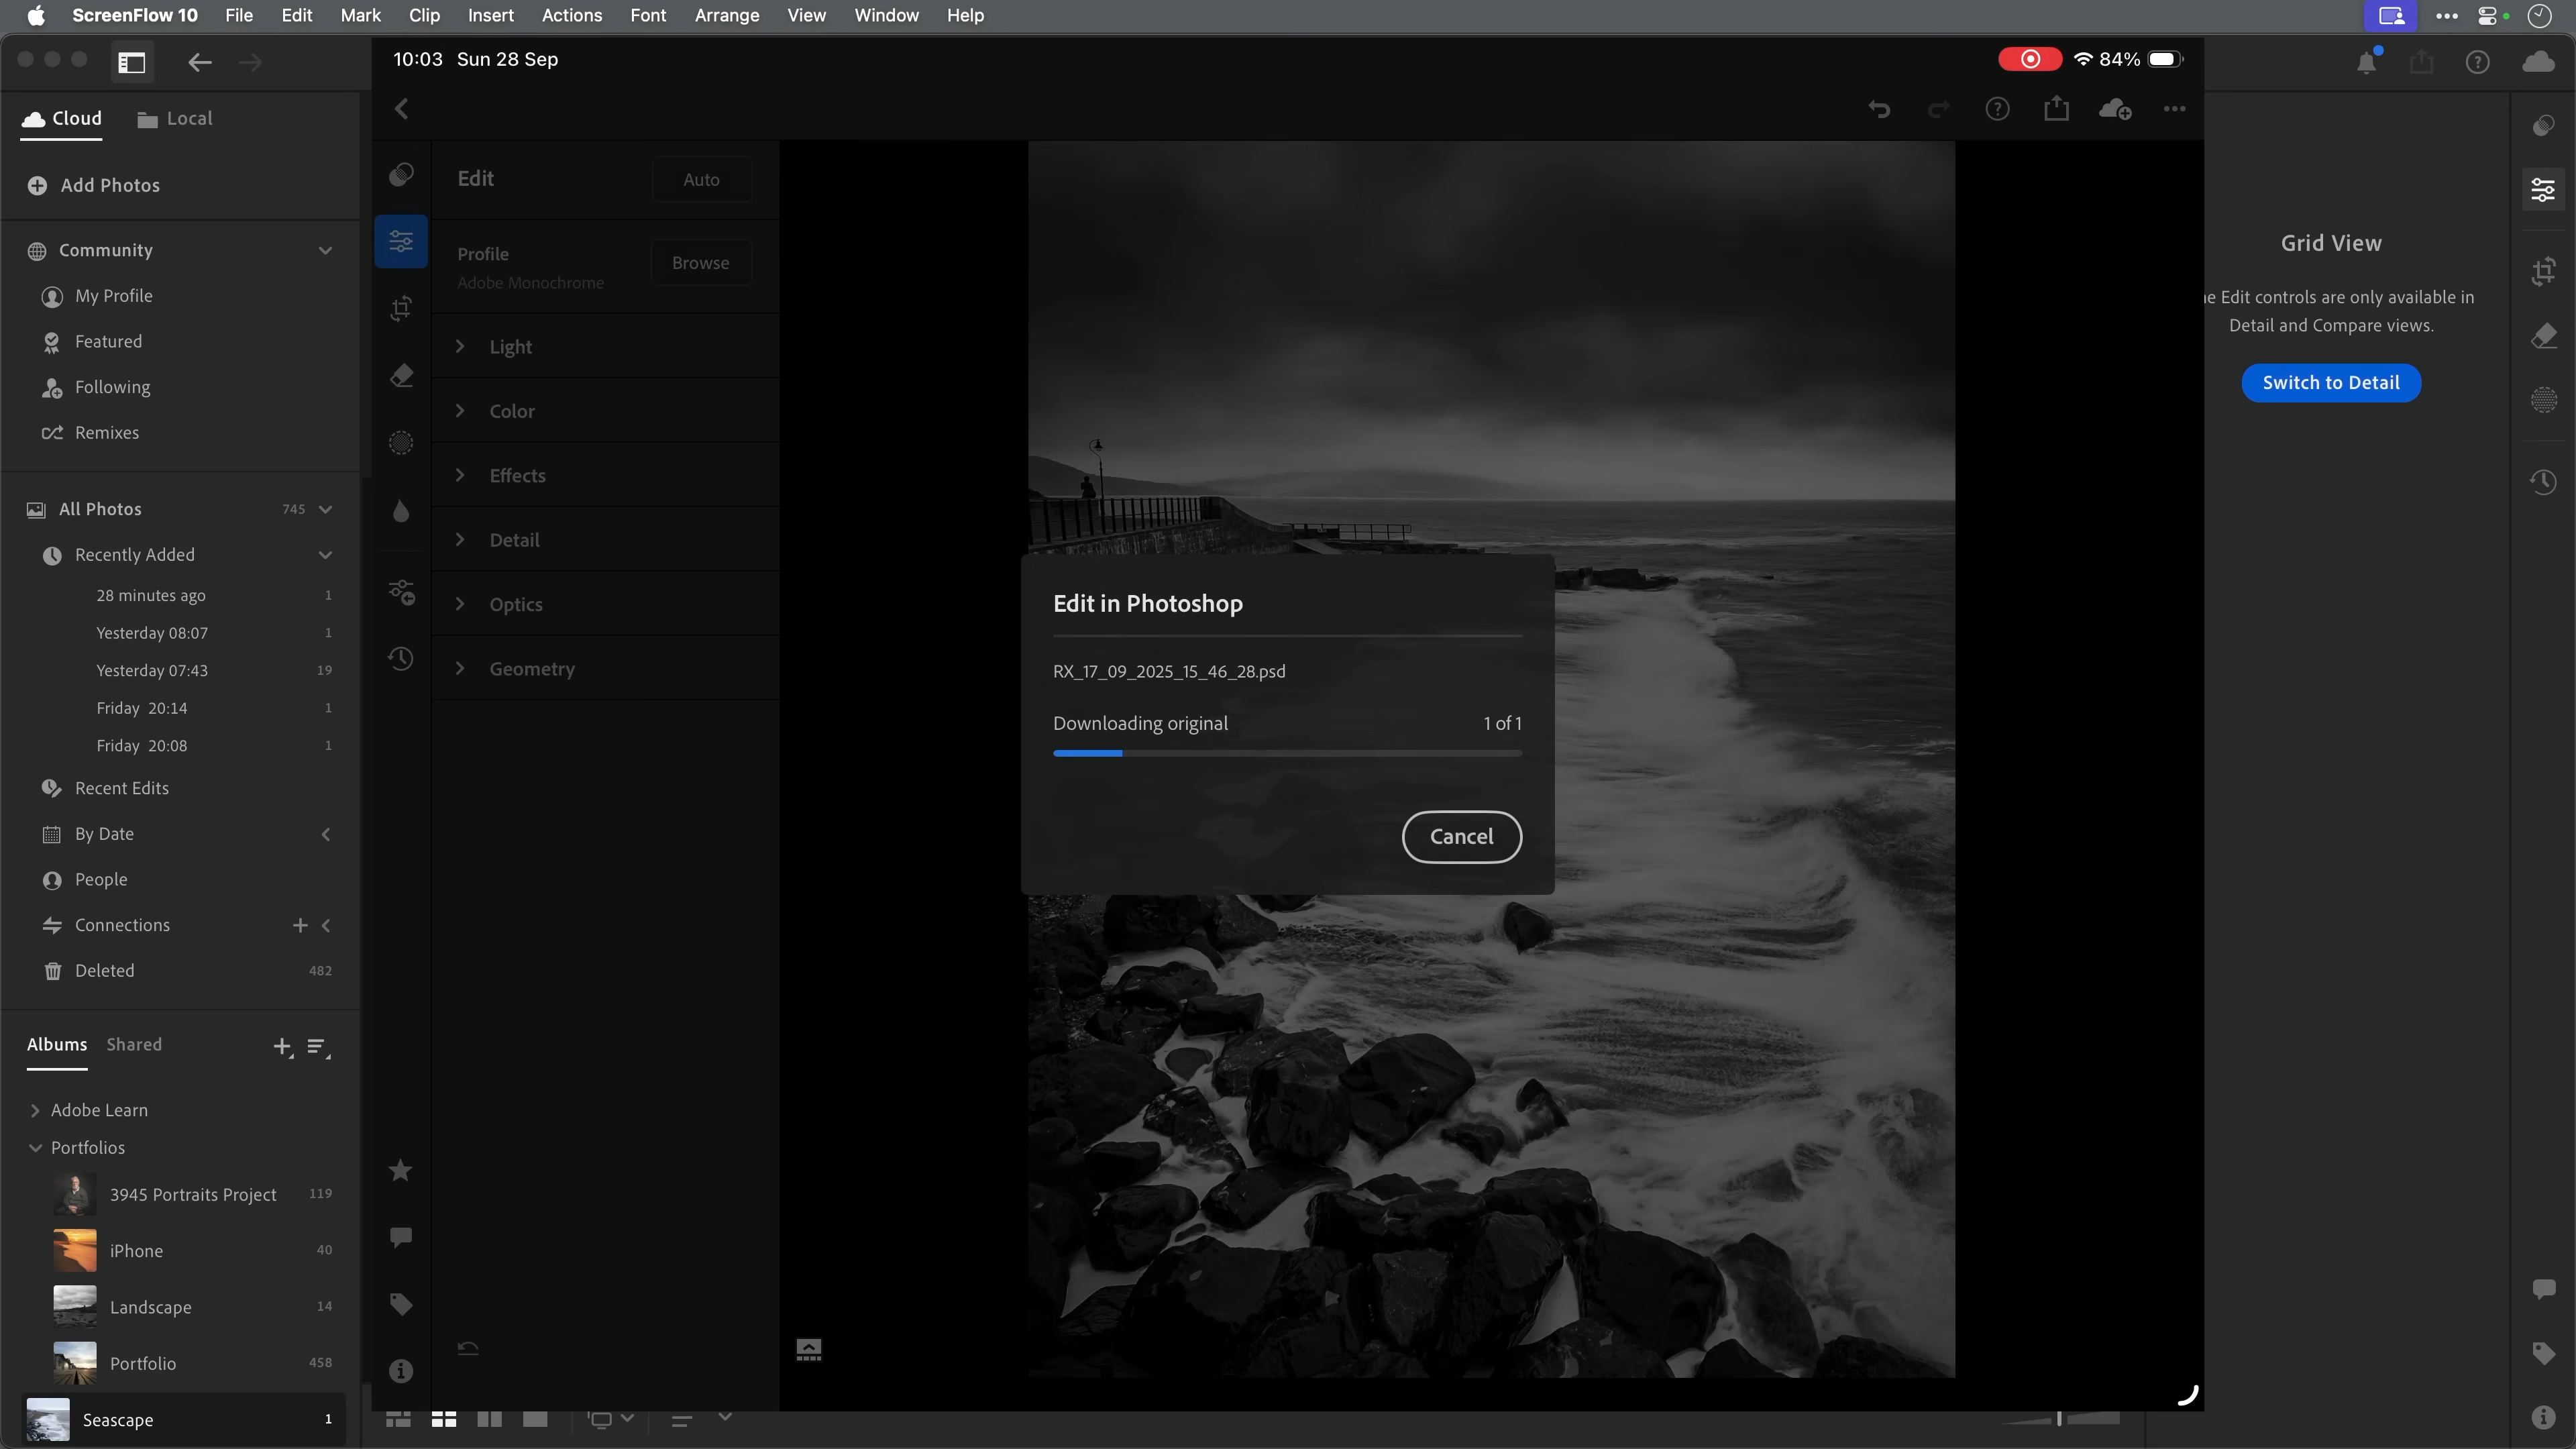 ScreenFlow 10 File Edit Mark Clip Insert Actions Font Arrange View Window Help
10:03 Sun 28 Sep
84%
Cloud Local
Add Photos
Community
My Profile
Featured
Following
Remixes
All Photos 745
Recently Added
28 minutes ago 1
Yesterday 08:07 1
Yesterday 07:43 19
Friday 20:14 1
Friday 20:08 1
Recent Edits
By Date
People
Connections
Deleted 482
Albums Shared
Adobe Learn
Portfolios
3945 Portraits Project 119
iPhone 40
Landscape 14
Portfolio 458
Seascape 1
Edit Auto
Profile
Adobe Monochrome
Browse
Light
Color
Effects
Detail
Optics
Geometry
Edit in Photoshop
RX_17_09_2025_15_46_28.psd
Downloading original 1 of 1
Cancel
Grid View
Edit controls are only available in
Detail and Compare views.
Switch to Detail